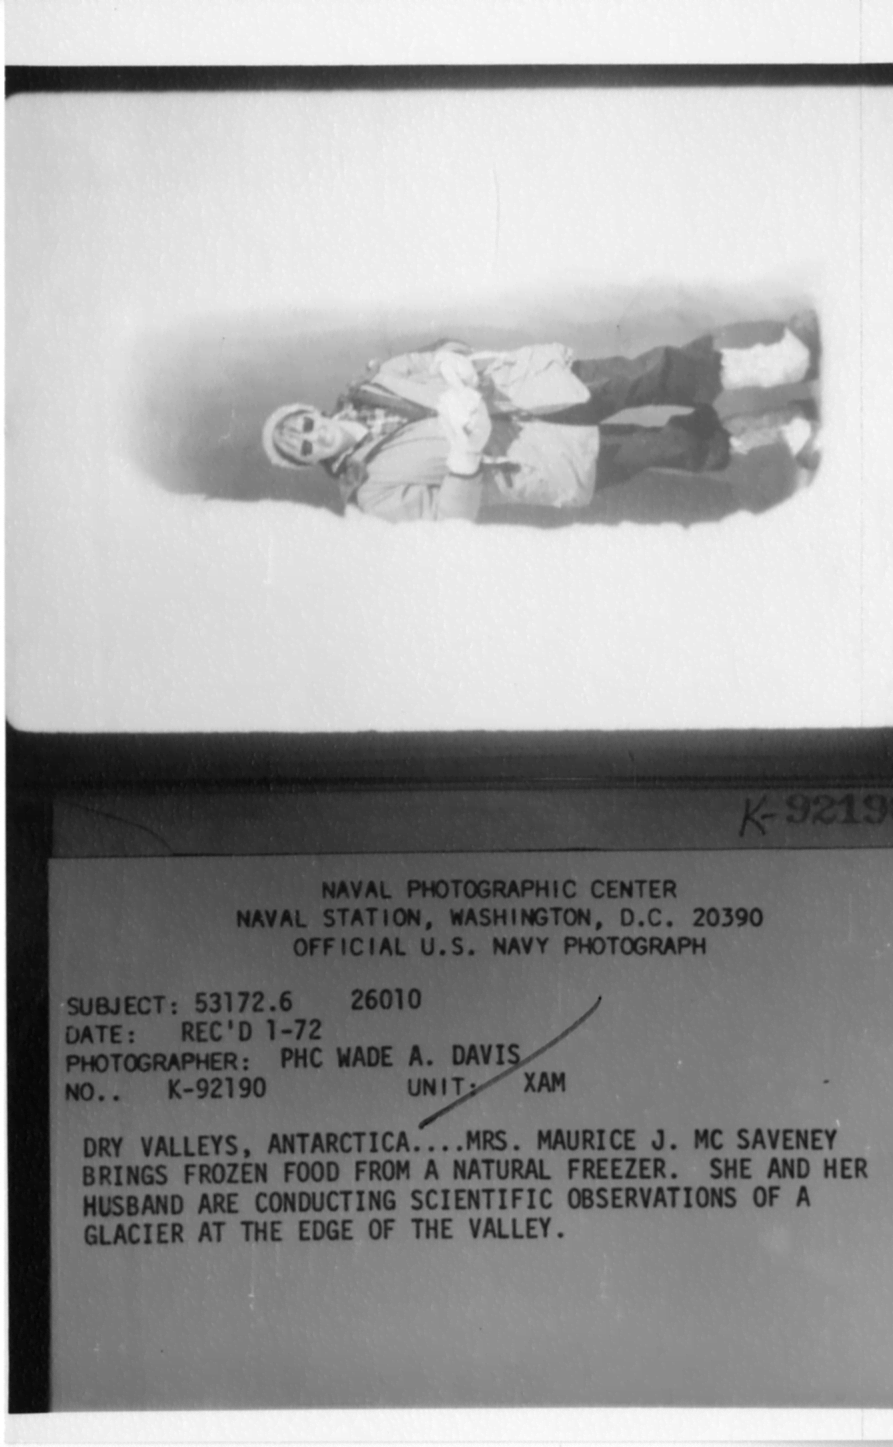 K-9219
NAVAL PHOTOGRAPHIC CENTER
NAVAL STATION, WASHINGTON, D.C. 20390
OFFICIAL U.S. NAVY PHOTOGRAPH
SUBJECT: 53172.6 26010
DATE: REC'D 1-72
PHOTOGRAPHER: PHC WADE A. DAVIS
NO.. K-92190 UNIT: XAM
DRY VALLEYS, ANTARCTICA....MRS. MAURICE J. MC SAVENEY
BRINGS FROZEN FOOD FROM A NATURAL FREEZER. SHE AND HER
HUSBAND ARE CONDUCTING SCIENTIFIC OBSERVATIONS OF A
GLACIER AT THE EDGE OF THE VALLEY.